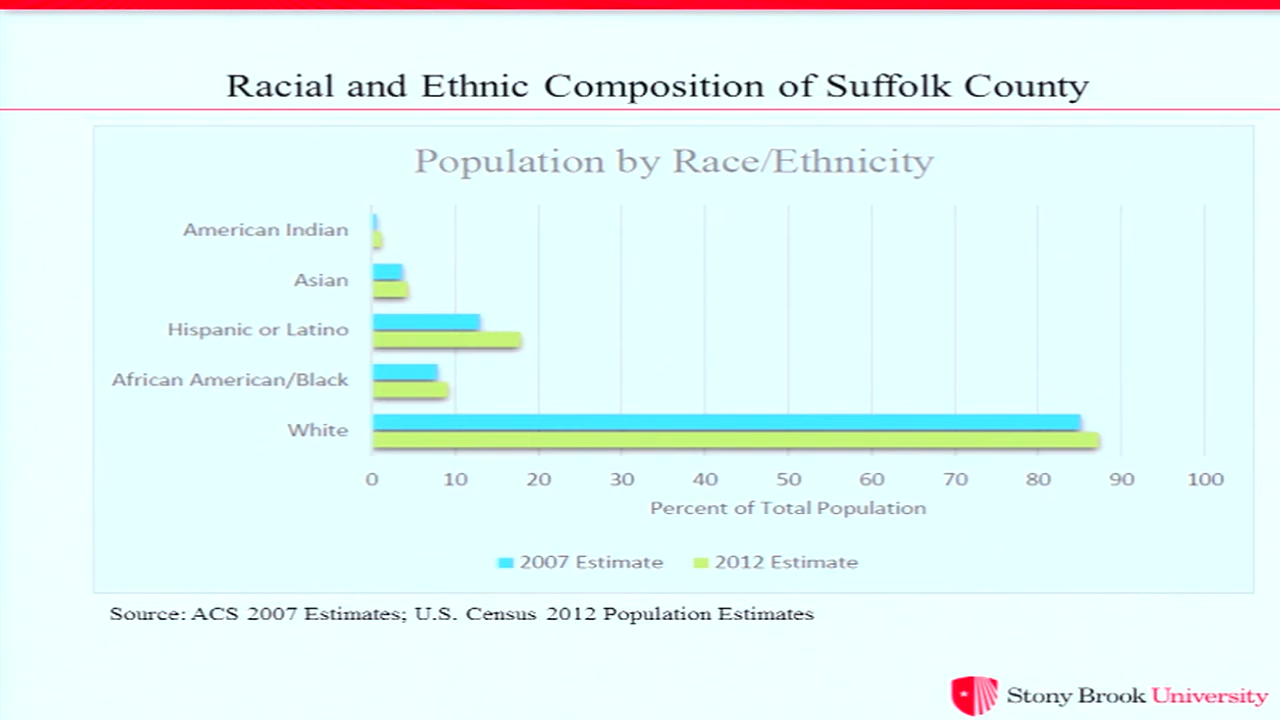 Racial and Ethnic Composition of Suffolk County
Population by Race/Ethnicity
American Indian
Asian
Hispanic or Latino
African American/Black
White
0 10 20 30 40 50 60 70 80 90 100
Percent of Total Population
2007 Estimate 2012 Estimate
Source: ACS 2007 Estimates; U.S. Census 2012 Population Estimates
Stony Brook University